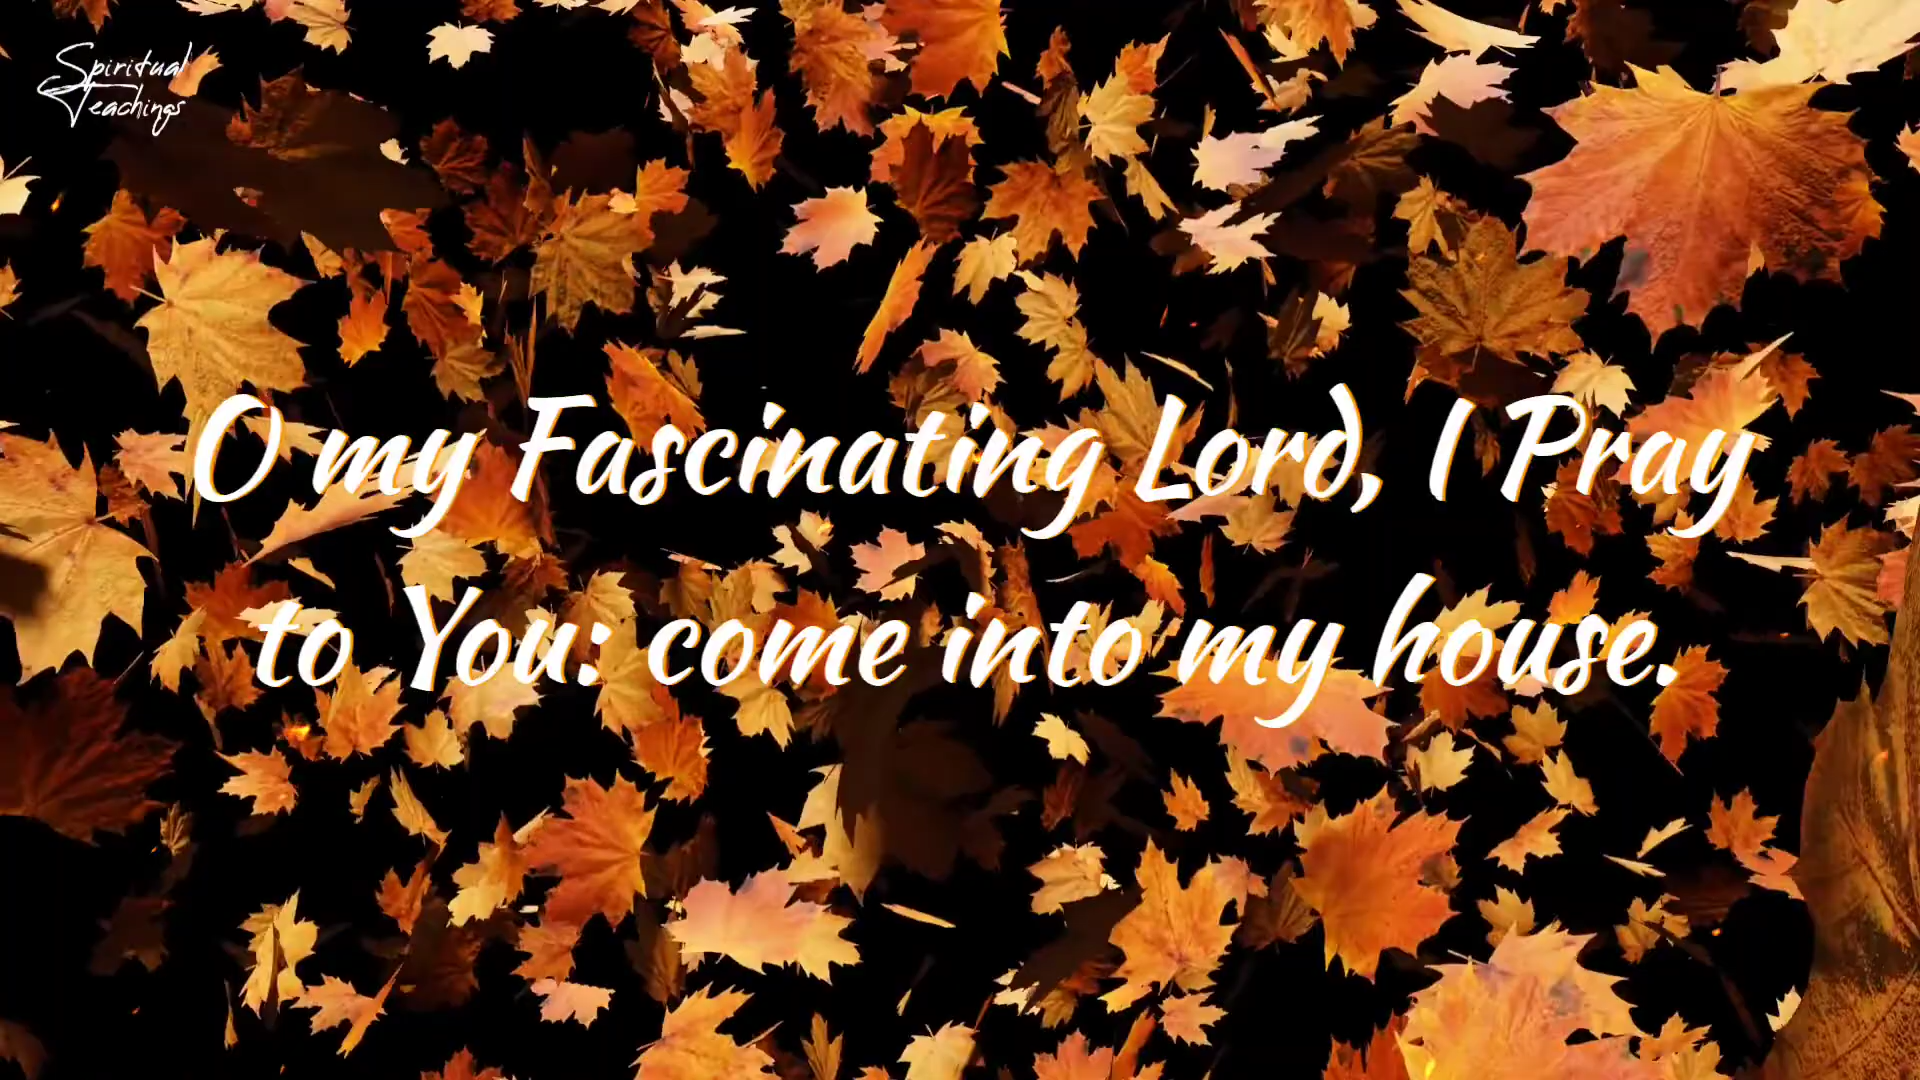 Spiritual
Teachings
O my Fascinating Lord, I Pray
to You: come into my house.